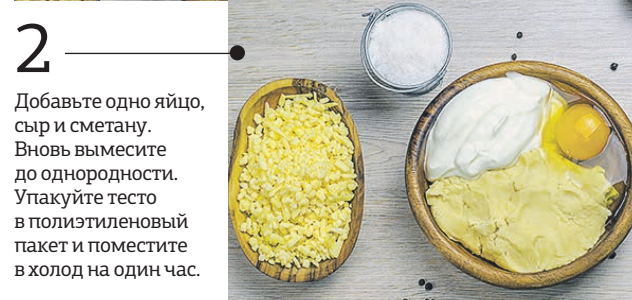 2
Добавьте одно яйцо,
сыр и сметану.
Вновь вымесите
до однородности.
Упакуйте тесто
в полиэтиленовый
пакет и поместите
в холод на один час.